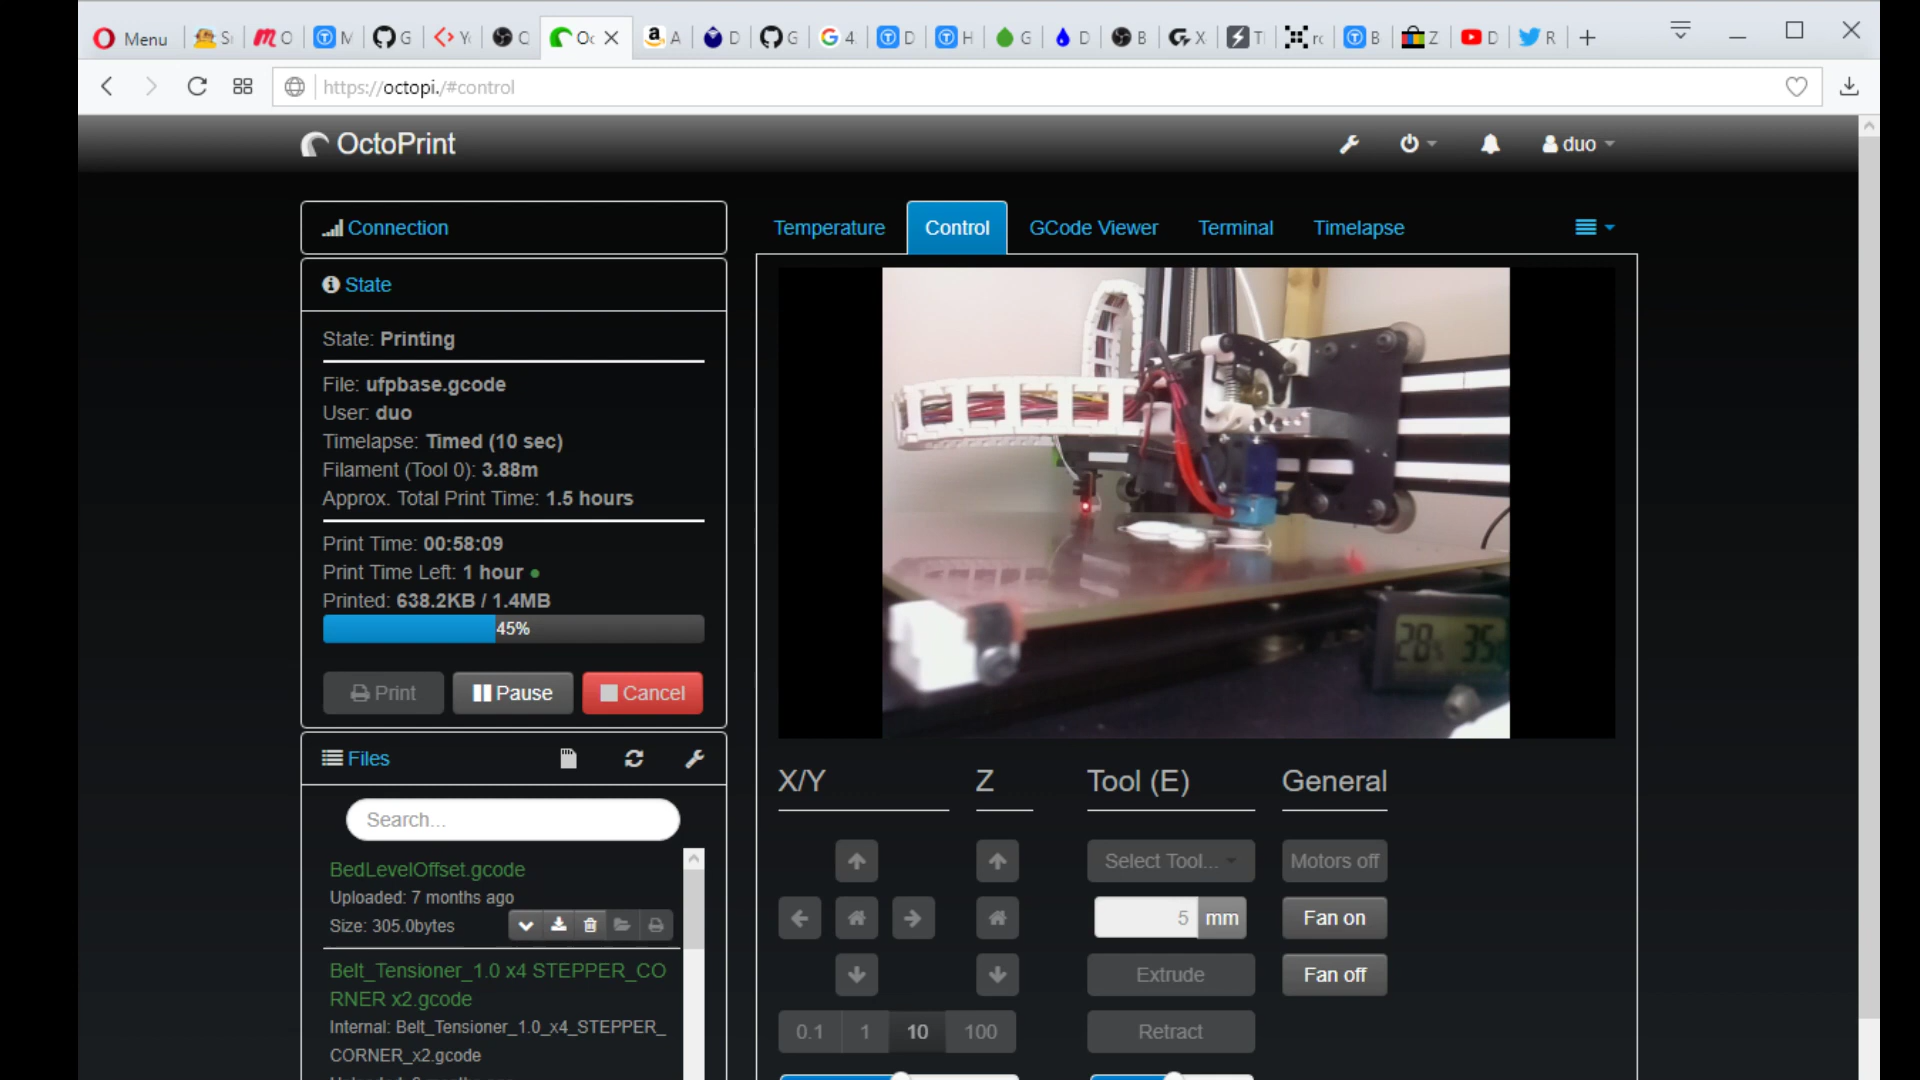 Menu
S
O
M
G
Y
O
Oc
A
D
G
4.
D
H
G
D
B
X
T
rc
B
Z
D
R
https://octopi./#control
OctoPrint
duo
Connection
Temperature
Control
GCode Viewer
Terminal
Timelapse
State
State: Printing
File: ufpbase.gcode
User: duo
Timelapse: Timed (10 sec)
Filament (Tool 0): 3.88m
Approx. Total Print Time: 1.5 hours
Print Time: 00:58:09
Print Time Left: 1 hour
Printed: 638.2KB / 1.4MB
45%
Print
Pause
Cancel
28% 35
Files
Search...
BedLevelOffset.gcode
Uploaded: 7 months ago
Size: 305.0bytes
Belt_Tensioner_1.0 x4 STEPPER_CO
RNER x2.gcode
Internal: Belt_Tensioner_1.0_x4_STEPPER_
CORNER_x2.gcode
X/Y
Z
Tool (E)
General
Select Tool...
Motors off
5 mm
Fan on
Extrude
Fan off
0.1 1 10 100
Retract